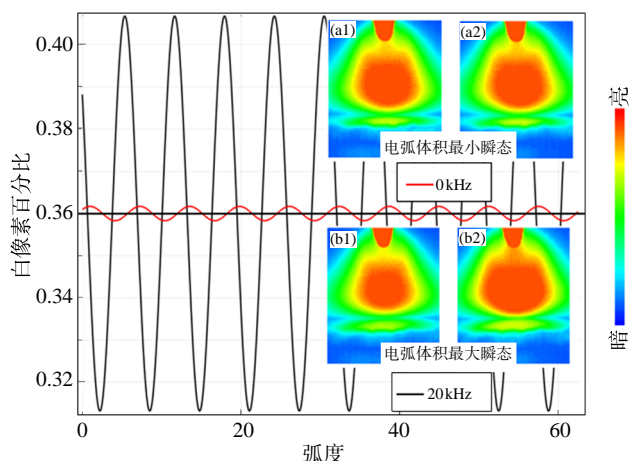 0.40
0.38
0.36
0.34
0.32
白像素百分比
(a1)
(a2)
电弧体积最小瞬态
0 kHz
(b1)
(b2)
电弧体积最大瞬态
20 kHz
0
20
40
60
弧度
亮
暗